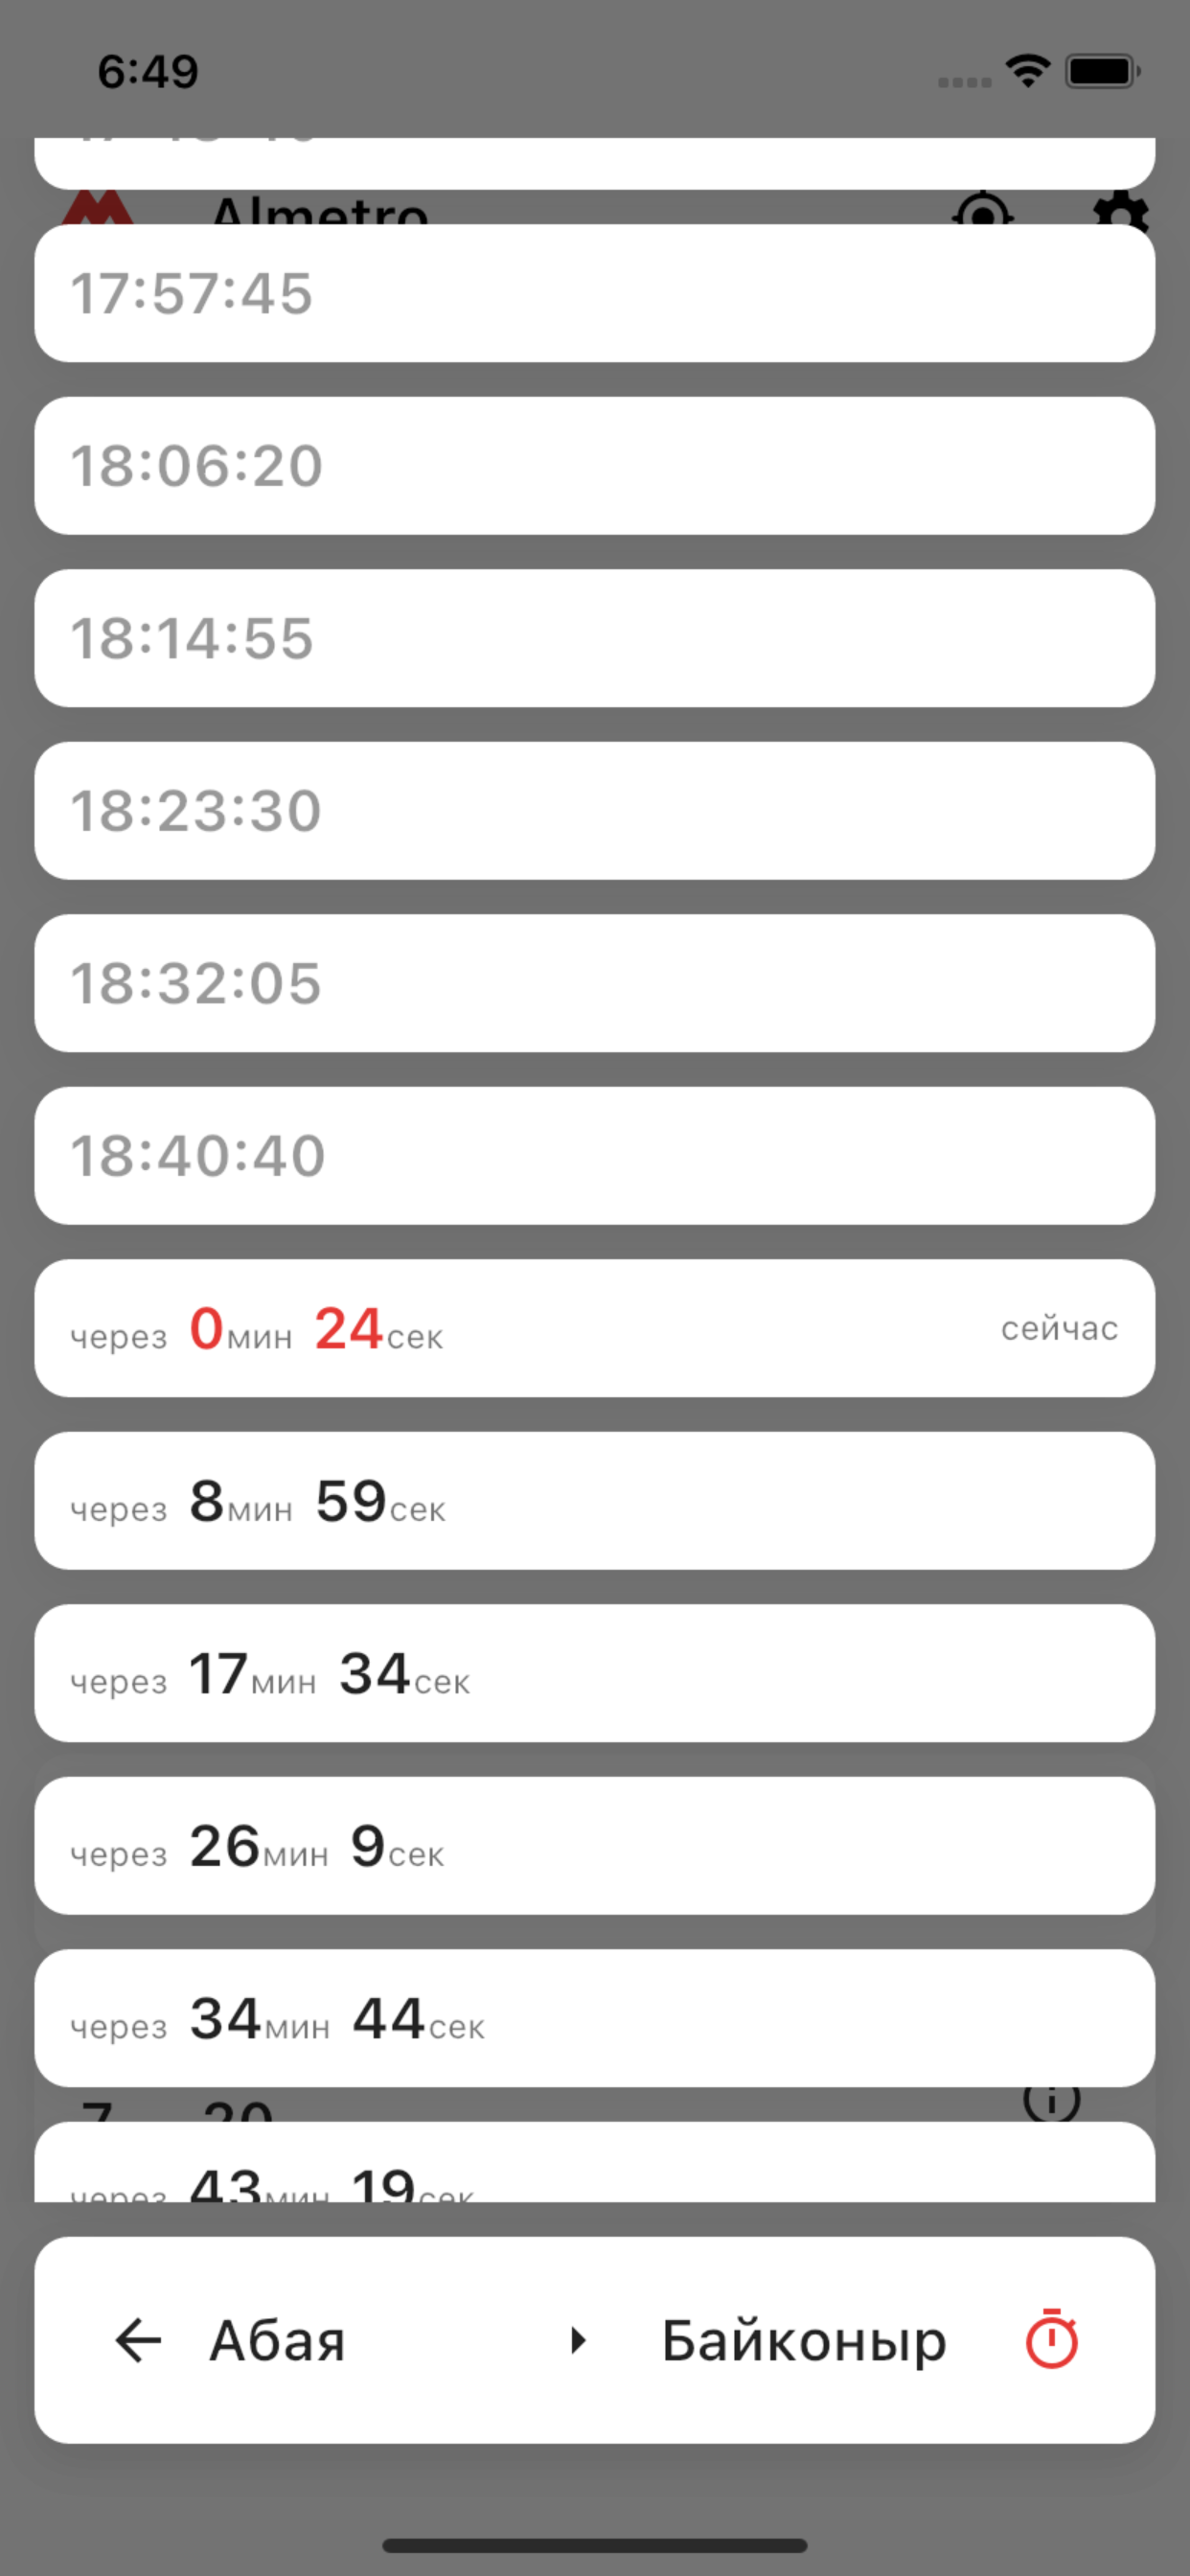 6:49
Almetro
17:57:45
18:06:20
18:14:55
18:23:30
18:32:05
18:40:40
через 0мин 24сек сейчас
через 8мин 59сек
через 17мин 34сек
через 26мин 9сек
через 34мин 44сек
7 20
через 43мин 19сек
Абая Байконыр